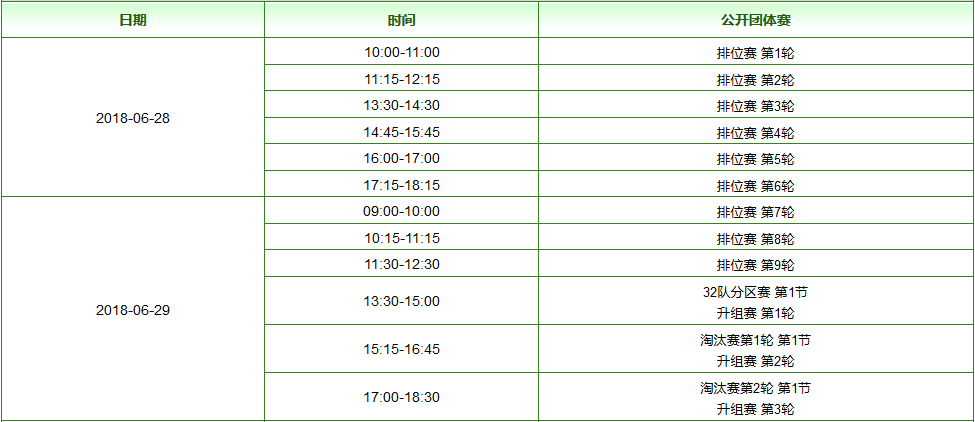 日期 时间 公开团体赛
2018-06-28
10:00-11:00 排位赛 第1轮
11:15-12:15 排位赛 第2轮
13:30-14:30 排位赛 第3轮
14:45-15:45 排位赛 第4轮
16:00-17:00 排位赛 第5轮
17:15-18:15 排位赛 第6轮
2018-06-29
09:00-10:00 排位赛 第7轮
10:15-11:15 排位赛 第8轮
11:30-12:30 排位赛 第9轮
13:30-15:00 32队分区赛 第1节
升组赛 第1轮
15:15-16:45 淘汰赛第1轮 第1节
升组赛 第2轮
17:00-18:30 淘汰赛第2轮 第1节
升组赛 第3轮